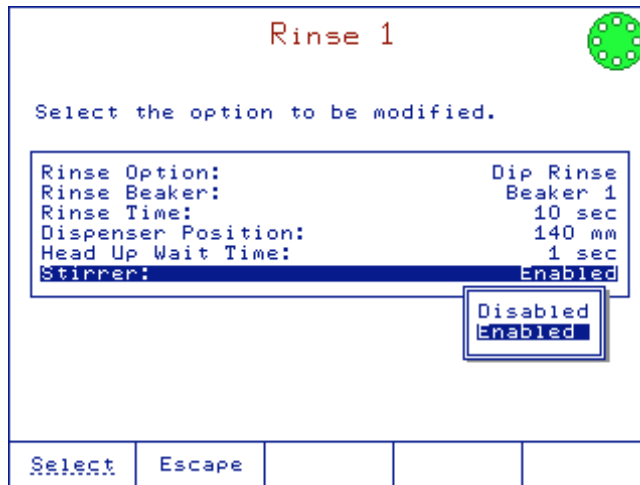 Rinse 1
Select the option to be modified.
Rinse Option: Dip Rinse
Rinse Beaker: Beaker 1
Rinse Time: 10 sec
Dispenser Position: 140 mm
Head Up Wait Time: 1 sec
Stirrer: Enabled
Disabled
Enabled
Select Escape